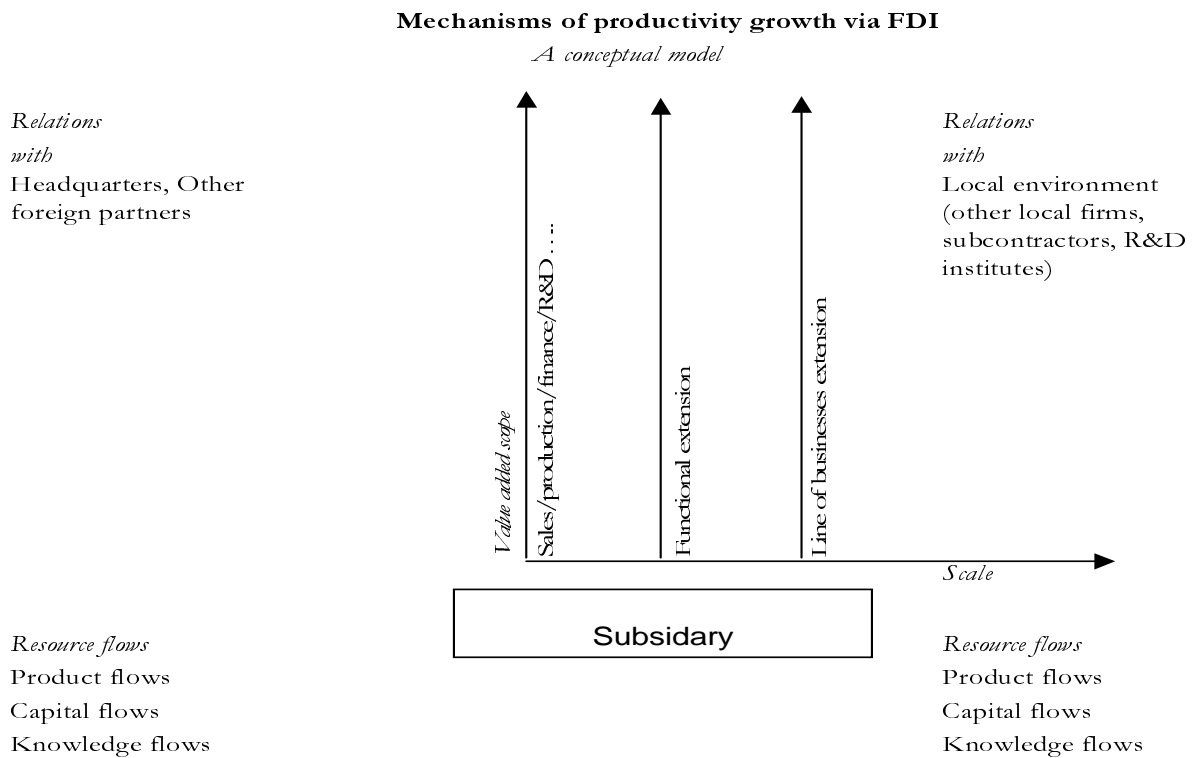 Mechanisms of productivity growth via FDI
A conceptual model
Relations
with
Headquarters, Other
foreign partners
Relations
with
Local environment
(other local firms,
subcontractors, R&D
institutes)
Value added scope
Sales/production/finance/R&D….
Functional extension
Line of businesses extension
Scale
Subsidary
Resource flows
Product flows
Capital flows
Knowledge flows
Resource flows
Product flows
Capital flows
Knowledge flows